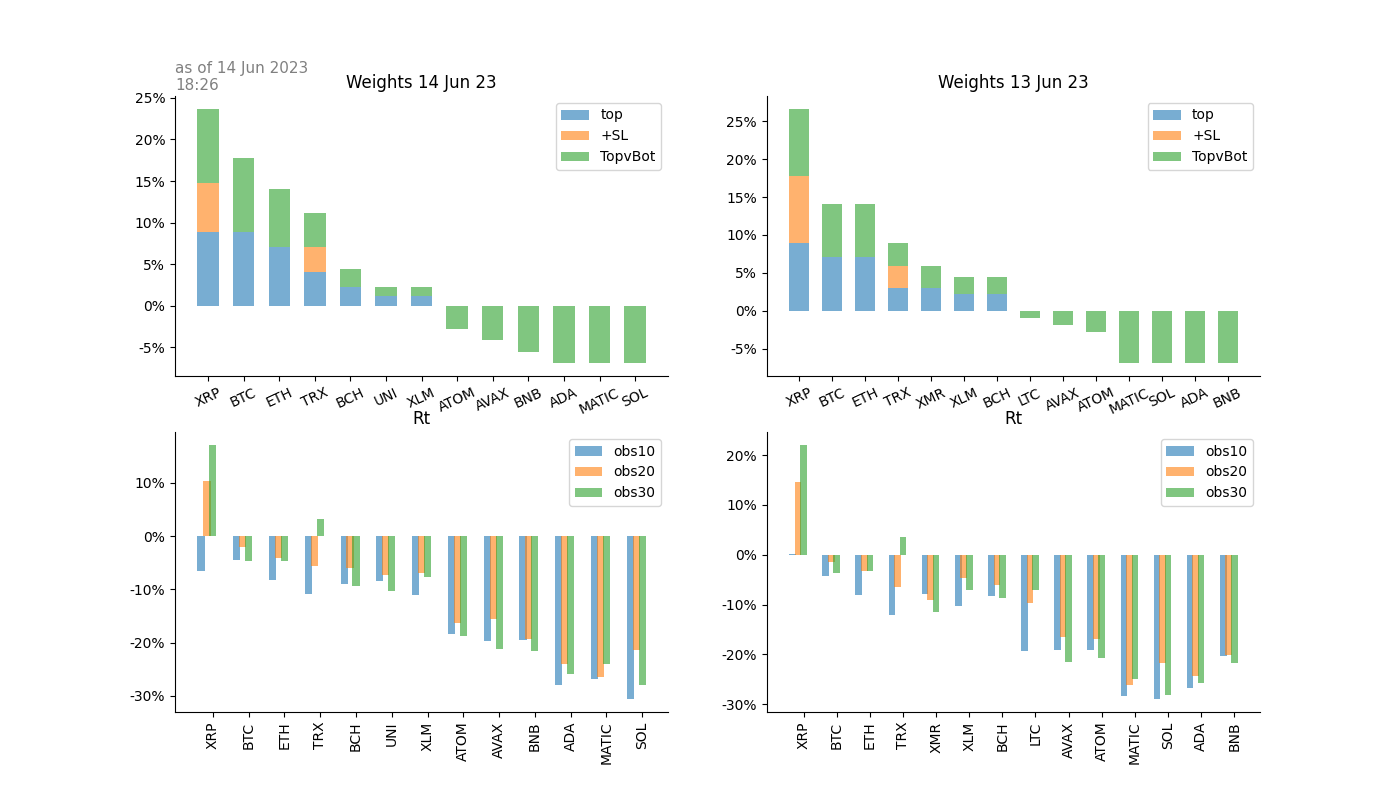 as of 14 Jun 2023
18:26
Weights 14 Jun 23
25%
20%
15%
10%
5%
0%
-5%
top
+SL
TopvBot
XRP BTC ETH TRX BCH UNI XLM ATOM AVAX BNB ADA MATIC SOL
Weights 13 Jun 23
25%
20%
15%
10%
5%
0%
-5%
top
+SL
TopvBot
XRP BTC ETH TRX XMR XLM BCH LTC AVAX ATOM MATIC SOL ADA BNB
Rt
10%
0%
-10%
-20%
-30%
obs10
obs20
obs30
XRP BTC ETH TRX BCH UNI XLM ATOM AVAX BNB ADA MATIC SOL
Rt
20%
10%
0%
-10%
-20%
-30%
obs10
obs20
obs30
XRP BTC ETH TRX XMR XLM BCH LTC AVAX ATOM MATIC SOL ADA BNB